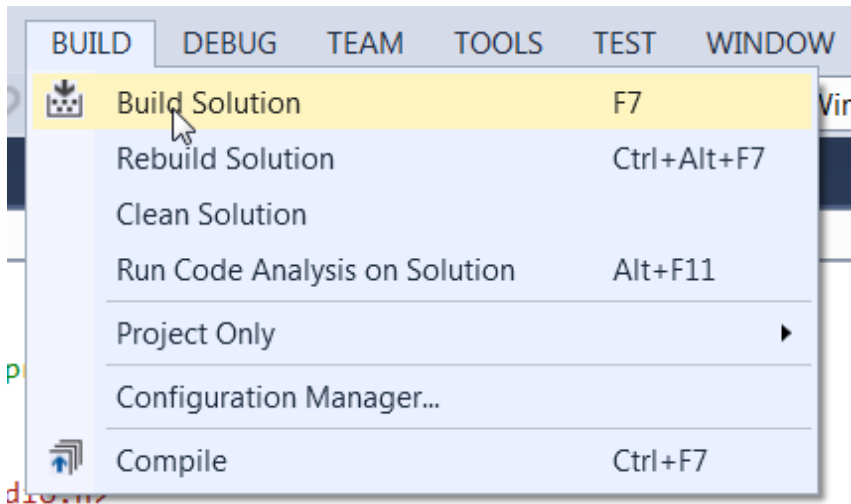 BUILD DEBUG TEAM TOOLS TEST WINDOW
Build Solution F7
Rebuild Solution Ctrl+Alt+F7
Clean Solution
Run Code Analysis on Solution Alt+F11
Project Only
Configuration Manager...
Compile Ctrl+F7